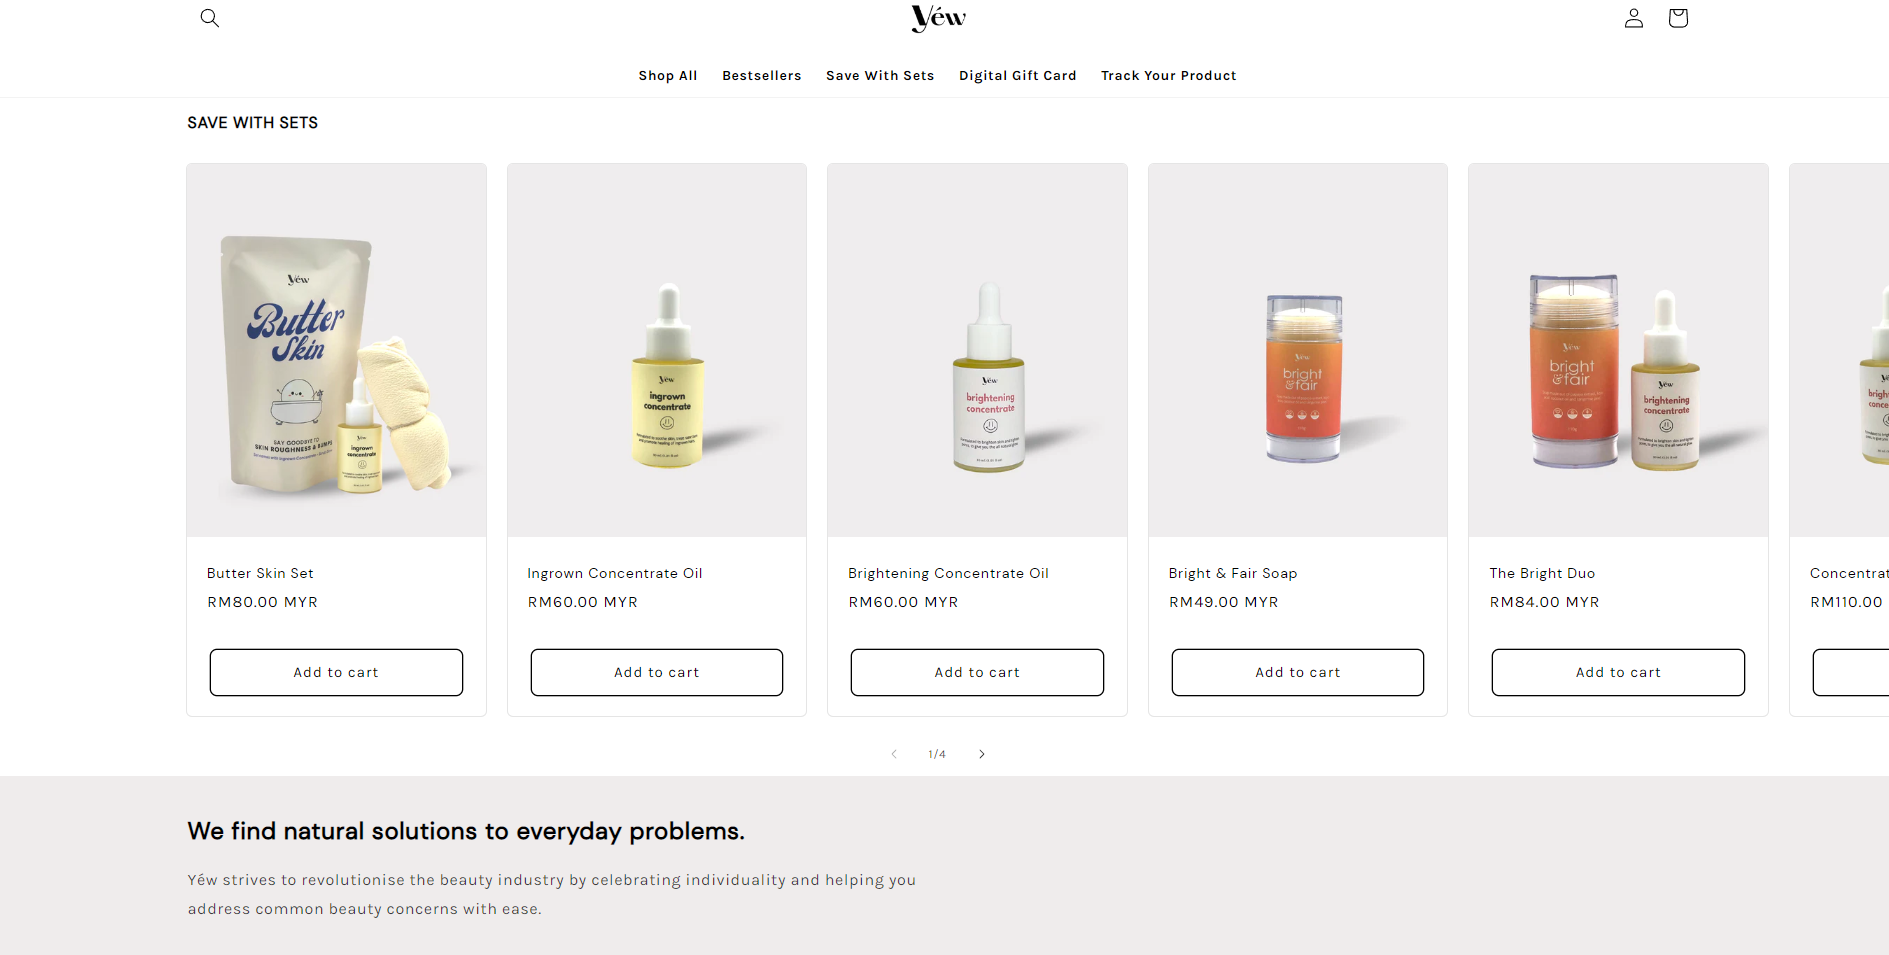 Yéw
Shop All
Bestsellers
Save With Sets
Digital Gift Card
Track Your Product
SAVE WITH SETS
yéw
Butter
Skin
SAY GOODBYE TO
SKIN ROUGHNESS & BUMPS
yéw
ingrown
concentrate
yéw
ingrown
concentrate
yéw
brightening
concentrate
yéw
bright
&fair
yéw
bright
&fair
yéw
brightening
concentrate
Butter Skin Set
RM80.00 MYR
Add to cart
Ingrown Concentrate Oil
RM60.00 MYR
Add to cart
Brightening Concentrate Oil
RM60.00 MYR
Add to cart
Bright & Fair Soap
RM49.00 MYR
Add to cart
The Bright Duo
RM84.00 MYR
Add to cart
Concentrat
RM110.00
1/4
We find natural solutions to everyday problems.
Yéw strives to revolutionise the beauty industry by celebrating individuality and helping you
address common beauty concerns with ease.